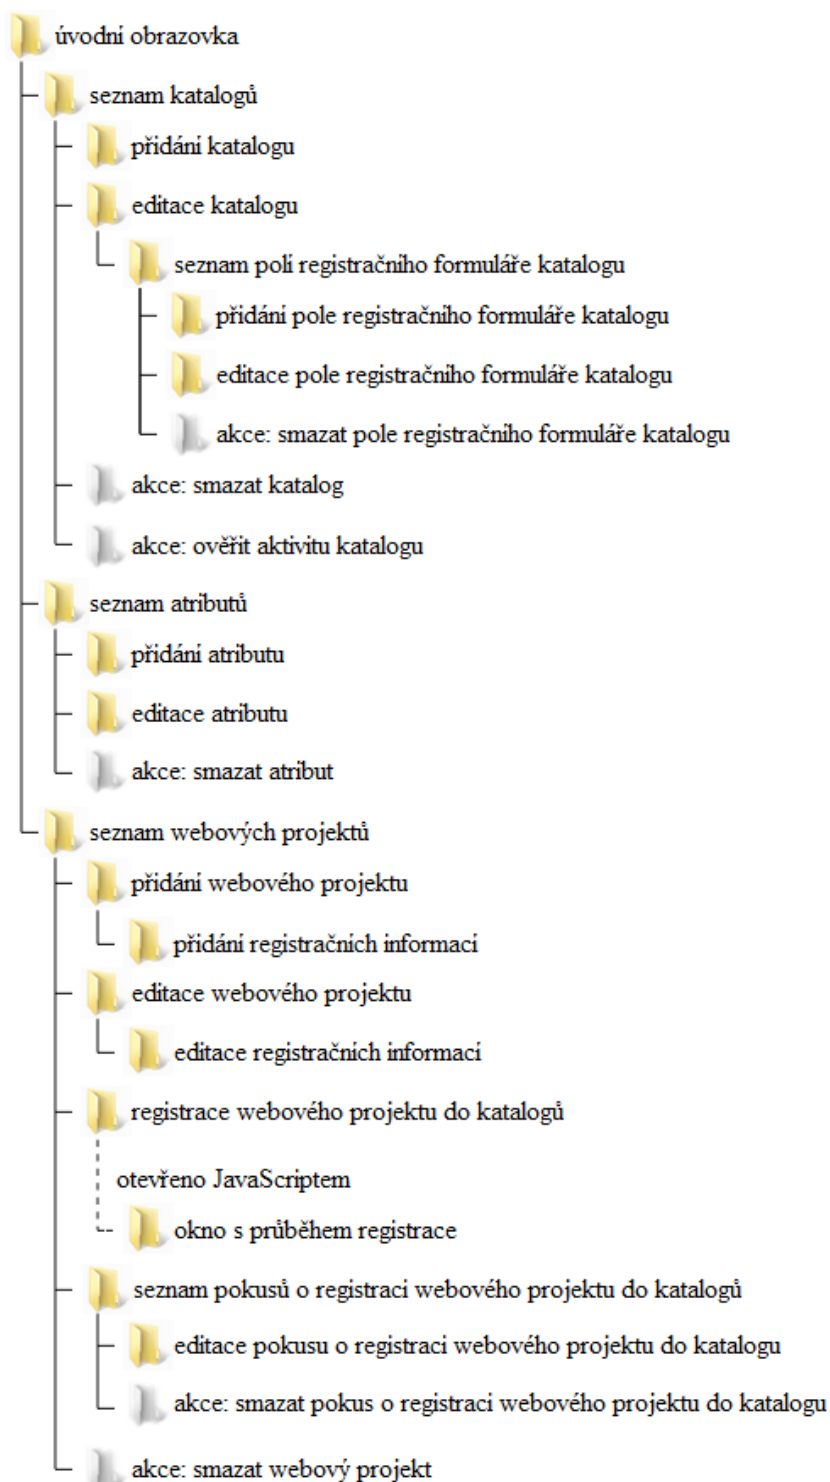 úvodní obrazovka
seznam katalogů
přidání katalogu
editace katalogu
seznam polí registračního formuláře katalogu
přidání pole registračního formuláře katalogu
editace pole registračního formuláře katalogu
akce: smazat pole registračního formuláře katalogu
akce: smazat katalog
akce: ověřit aktivitu katalogu
seznam atributů
přidání atributu
editace atributu
akce: smazat atribut
seznam webových projektů
přidání webového projektu
přidání registračních informací
editace webového projektu
editace registračních informací
registrace webového projektu do katalogů
otevřeno JavaScriptem
okno s průběhem registrace
seznam pokusů o registraci webového projektu do katalogů
editace pokusu o registraci webového projektu do katalogu
akce: smazat pokus o registraci webového projektu do katalogu
akce: smazat webový projekt